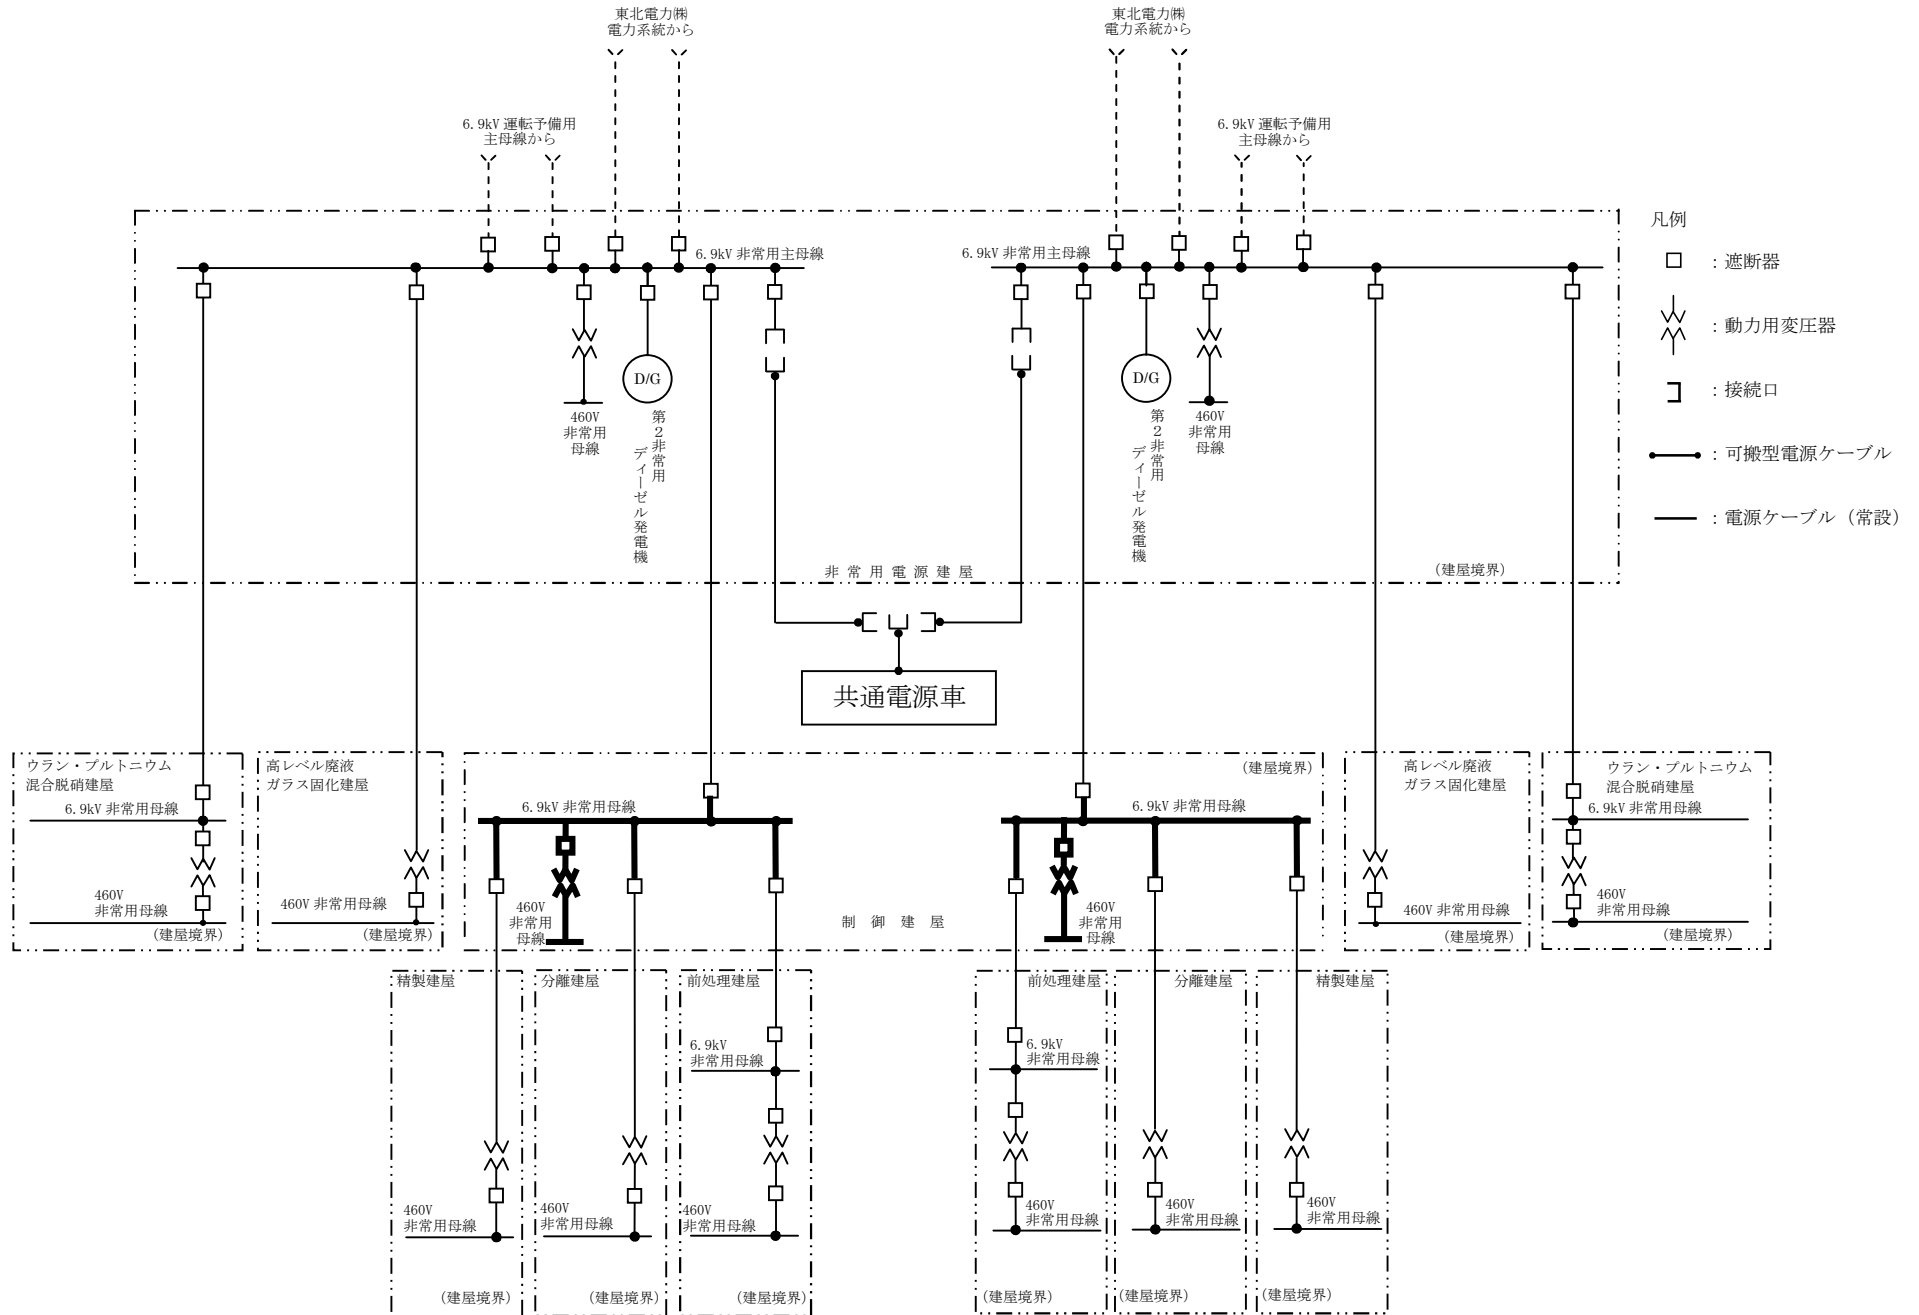 東北電力㈱
電力系統から
東北電力㈱
電力系統から
6.9kV 運転予備用
主母線から
6.9kV 運転予備用
主母線から
6.9kV 非常用主母線
6.9kV 非常用主母線
凡例
：遮断器
：動力用変圧器
：接続口
：可搬型電源ケーブル
：電源ケーブル（常設）
D/G
D/G
460V
非常用
母線
第２非常用
ディーゼル発電機
第２非常用
ディーゼル発電機
460V
非常用
母線
非常用電源建屋
（建屋境界）
共通電源車
ウラン・プルトニウム
混合脱硝建屋
6.9kV 非常用母線
460V
非常用母線
（建屋境界）
高レベル廃液
ガラス固化建屋
460V 非常用母線
（建屋境界）
（建屋境界）
6.9kV 非常用母線
6.9kV 非常用母線
460V
非常用
母線
制御建屋
460V
非常用
母線
高レベル廃液
ガラス固化建屋
460V 非常用母線
（建屋境界）
ウラン・プルトニウム
混合脱硝建屋
6.9kV 非常用母線
460V
非常用母線
（建屋境界）
精製建屋
460V
非常用母線
（建屋境界）
分離建屋
460V
非常用母線
（建屋境界）
前処理建屋
6.9kV
非常用母線
460V
非常用母線
（建屋境界）
前処理建屋
6.9kV
非常用母線
460V
非常用母線
（建屋境界）
分離建屋
460V
非常用母線
（建屋境界）
精製建屋
460V
非常用母線
（建屋境界）